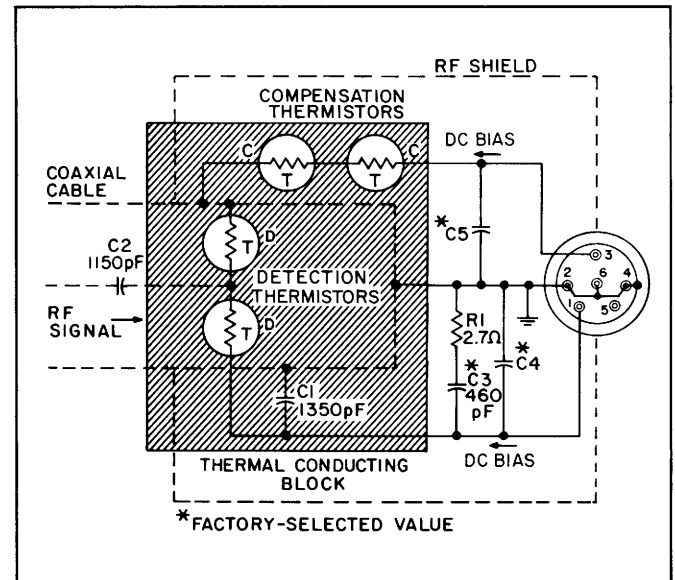 RF SHIELD
COMPENSATION
THERMISTORS
DC BIAS
C
C
T
T
COAXIAL
CABLE
*C5
3
D
T
C2
1150pF
DETECTION
THERMISTORS
2
6
4
1
5
RF
SIGNAL
D
T
R1
2.7Ω
*C4
*
C3
460
pF
C1
1350pF
DC BIAS
THERMAL CONDUCTING
BLOCK
*FACTORY-SELECTED VALUE